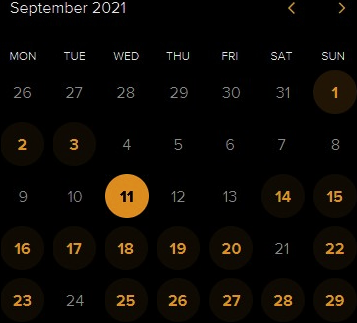 September 2021
MON TUE WED THU FRI SAT SUN
26 27 28 29 30 31 1
2 3 4 5 6 7 8
9 10 11 12 13 14 15
16 17 18 19 20 21 22
23 24 25 26 27 28 29